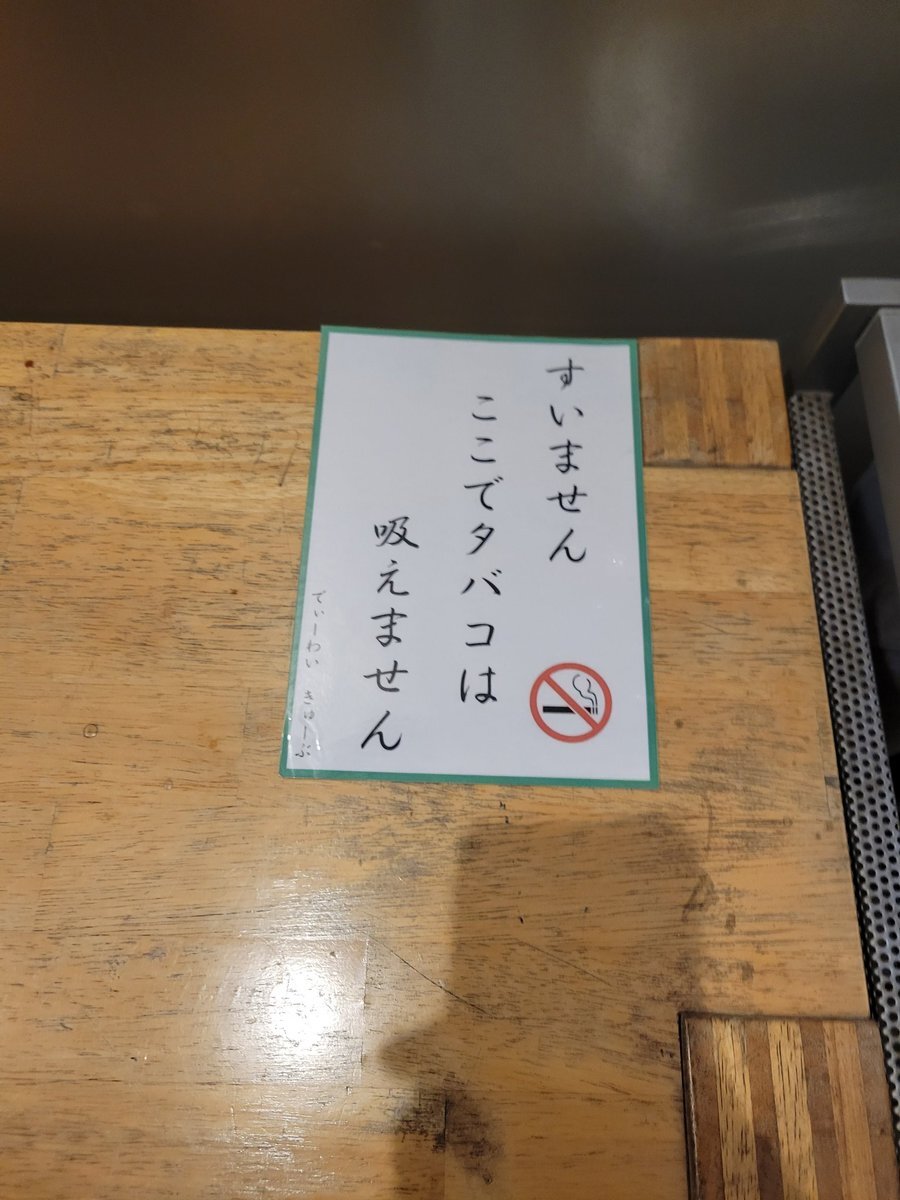 すいません
ここでタバコは
吸えません
でぃーわい きゅーぶ